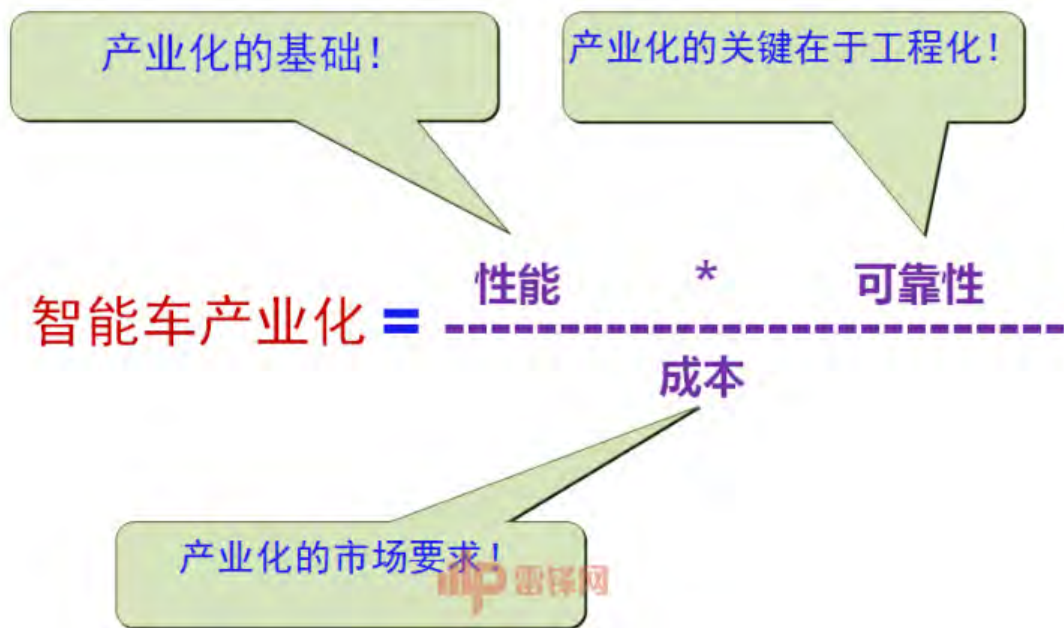 产业化的基础!
产业化的关键在于工程化!
性能 * 可靠性
智能车产业化 =
成本
产业化的市场要求!
雷锋网